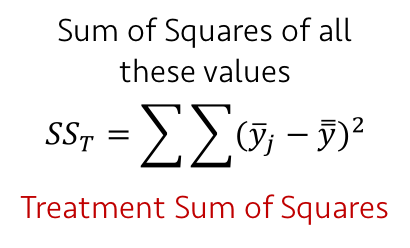 Sum of Squares of all
these values
SS_T = ∑∑(ȳ_j − y̿)²
Treatment Sum of Squares